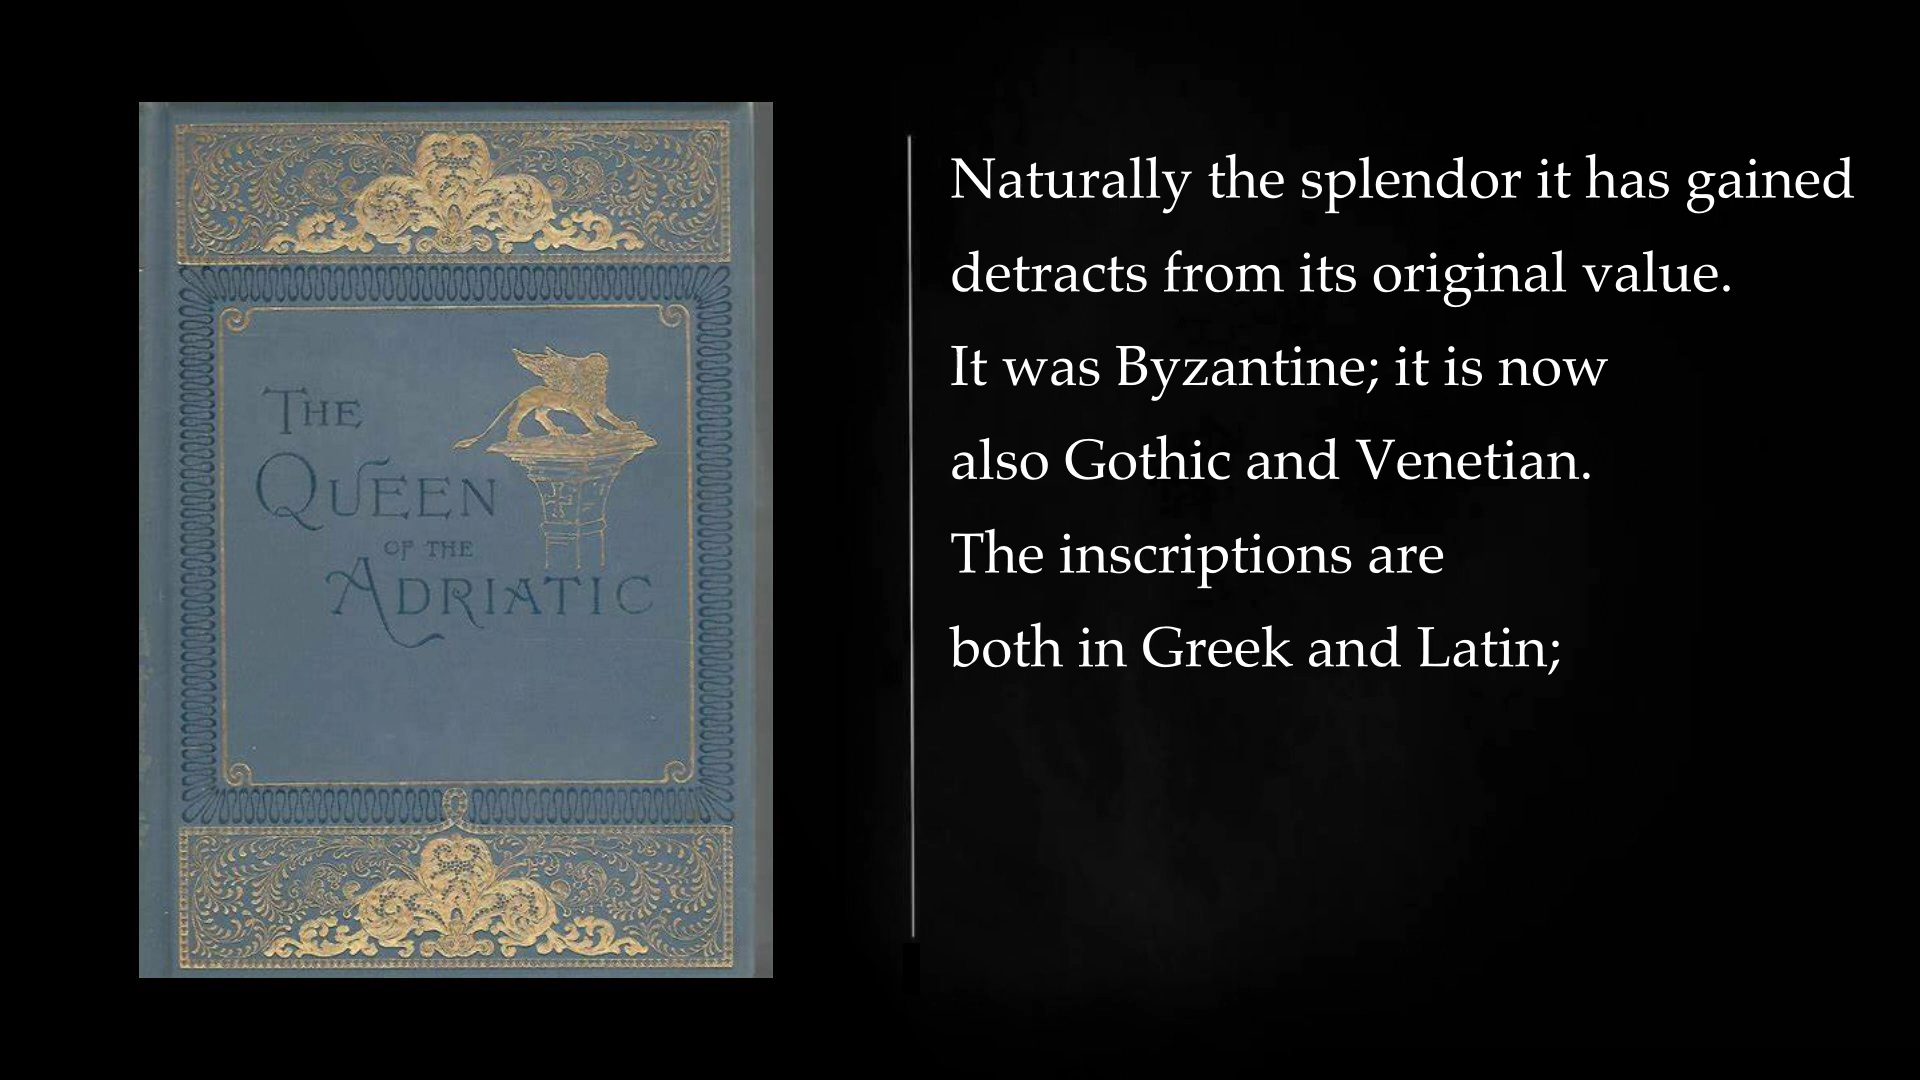 THE
QUEEN
OF THE
ADRIATIC
Naturally the splendor it has gained
detracts from its original value.
It was Byzantine; it is now
also Gothic and Venetian.
The inscriptions are
both in Greek and Latin;